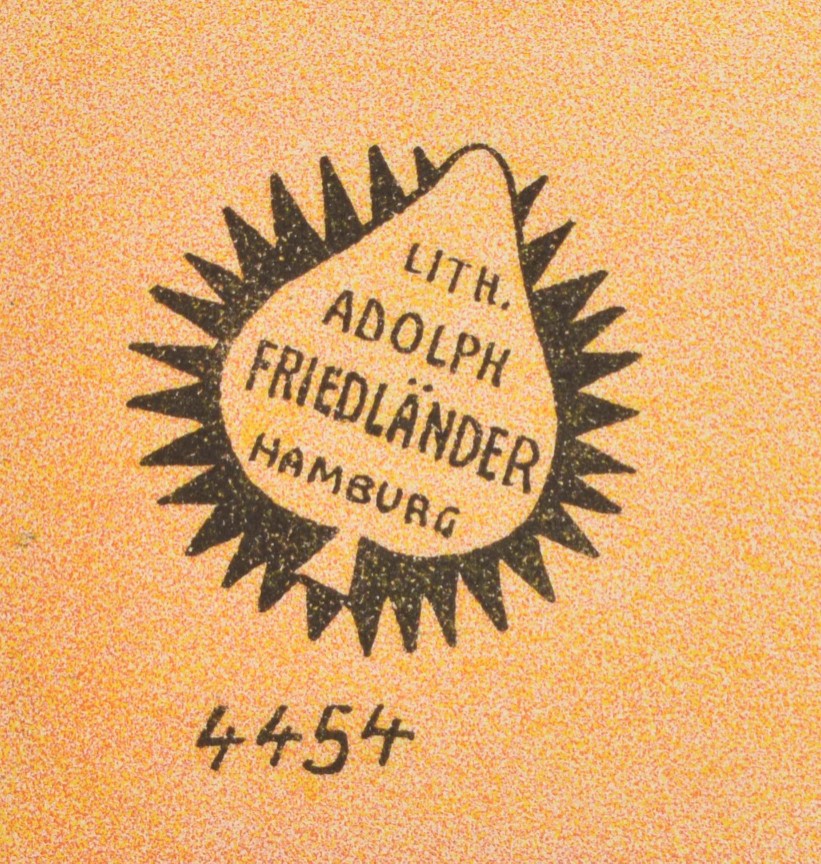 LITH.
ADOLPH
FRIEDLÄNDER
HAMBURG
4454